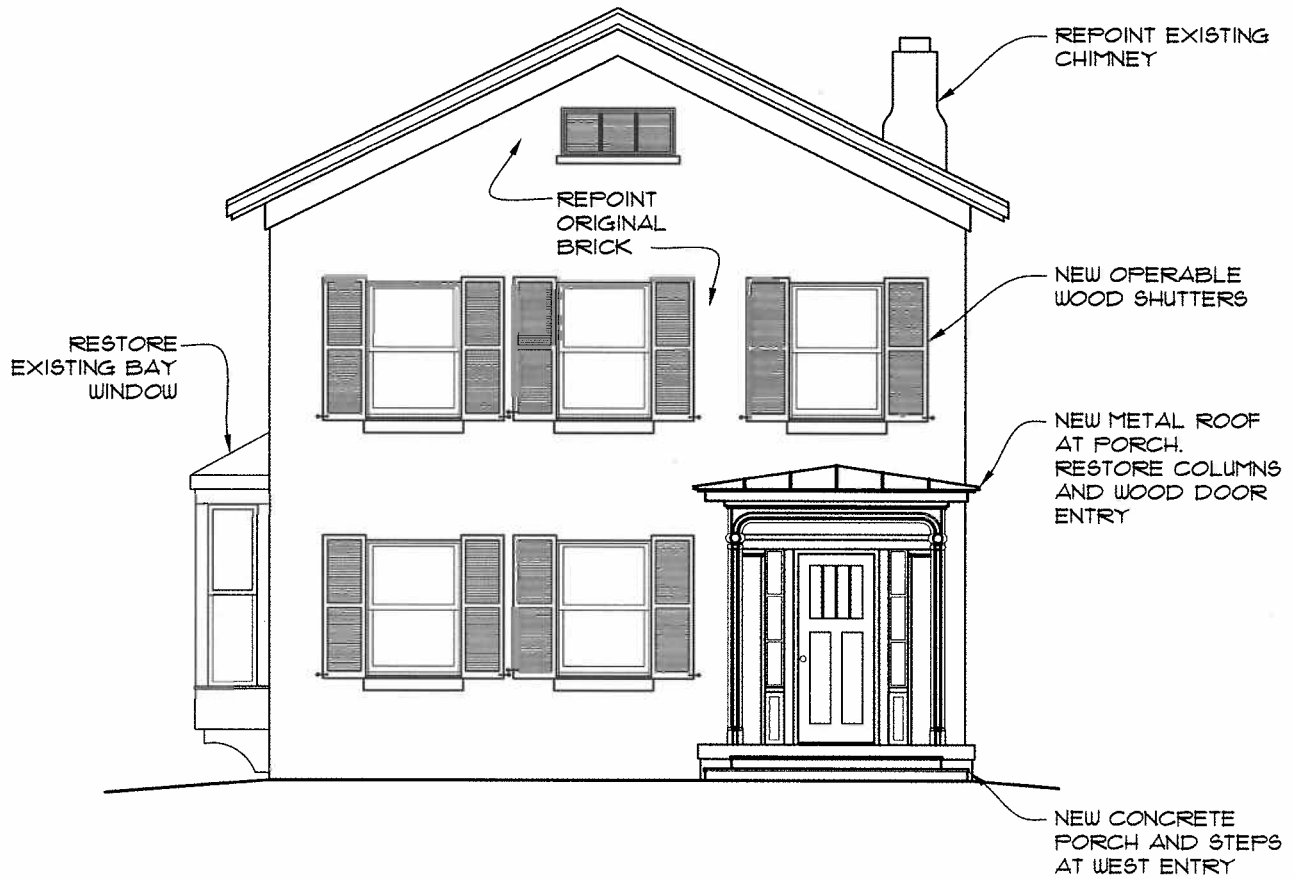 REPOINT EXISTING
CHIMNEY
REPOINT
ORIGINAL
BRICK
NEW OPERABLE
WOOD SHUTTERS
RESTORE
EXISTING BAY
WINDOW
NEW METAL ROOF
AT PORCH.
RESTORE COLUMNS
AND WOOD DOOR
ENTRY
NEW CONCRETE
PORCH AND STEPS
AT WEST ENTRY